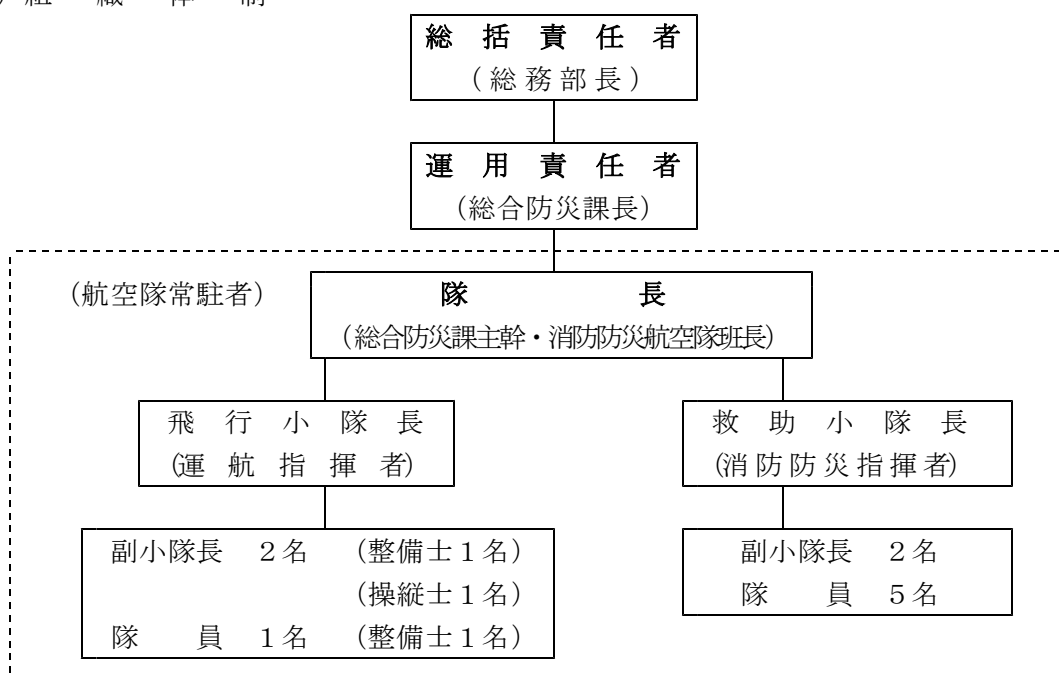 総括責任者
(総務部長)
運用責任者
(総合防災課長)
(航空隊常駐者)
隊長
(総合防災課主幹・消防防災航空隊班長)
飛行小隊長
(運航指揮者)
救助小隊長
(消防防災指揮者)
副小隊長 2名 (整備士1名)
(操縦士1名)
隊員 1名 (整備士1名)
副小隊長 2名
隊員 5名